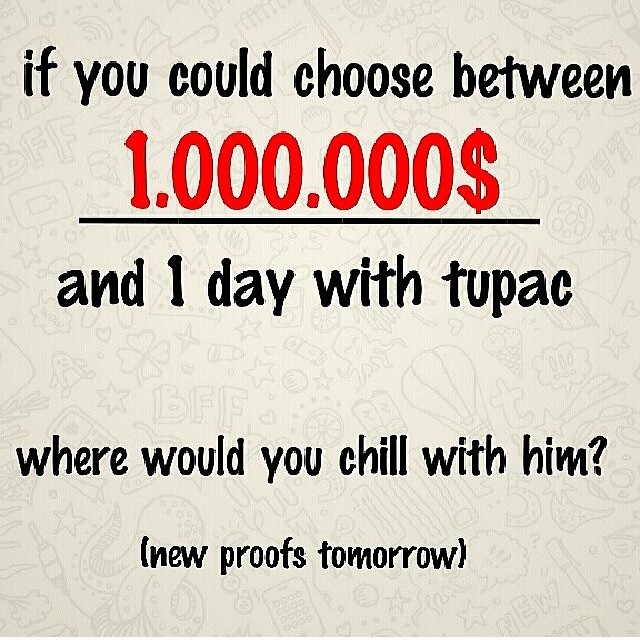 if you could choose between
1.000.000$
and 1 day with tupac
where would you chill with him?
(new proofs tomorrow)